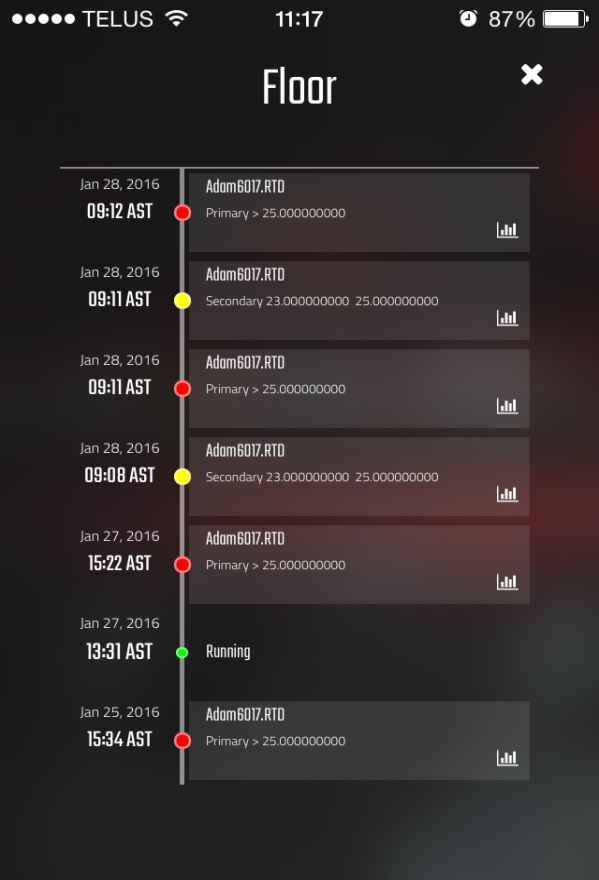 TELUS 11:17 87%
Floor
Jan 28, 2016
09:12 AST
Adam6017.RTD
Primary > 25.000000000
Jan 28, 2016
09:11 AST
Adam6017.RTD
Secondary 23.000000000 25.000000000
Jan 28, 2016
09:11 AST
Adam6017.RTD
Primary > 25.000000000
Jan 28, 2016
09:08 AST
Adam6017.RTD
Secondary 23.000000000 25.000000000
Jan 27, 2016
15:22 AST
Adam6017.RTD
Primary > 25.000000000
Jan 27, 2016
13:31 AST
Running
Jan 25, 2016
15:34 AST
Adam6017.RTD
Primary > 25.000000000